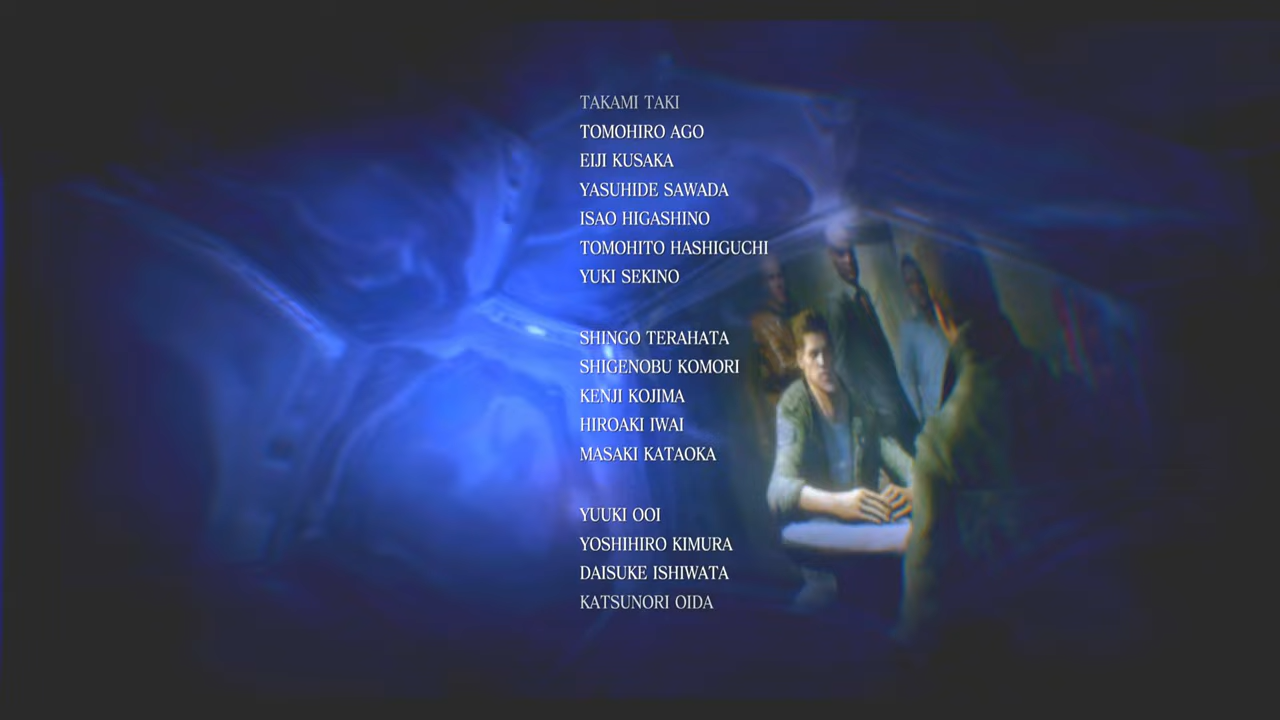 TAKAMI TAKI
TOMOHIRO AGO
EIJI KUSAKA
YASUHIDE SAWADA
ISAO HIGASHINO
TOMOHITO HASHIGUCHI
YUKI SEKINO
SHINGO TERAHATA
SHIGENOBU KOMORI
KENJI KOJIMA
HIROAKI IWAI
MASAKI KATAOKA
YUUKI OOI
YOSHIHIRO KIMURA
DAISUKE ISHIWATA
KATSUNORI OIDA